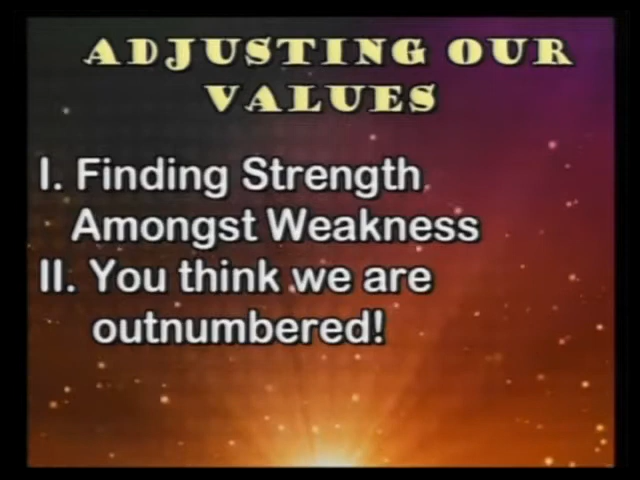 ADJUSTING OUR
VALUES
I. Finding Strength
Amongst Weakness
II. You think we are
outnumbered!